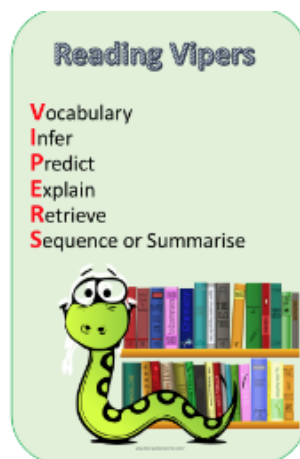 Reading Vipers
Vocabulary
Infer
Predict
Explain
Retrieve
Sequence or Summarise